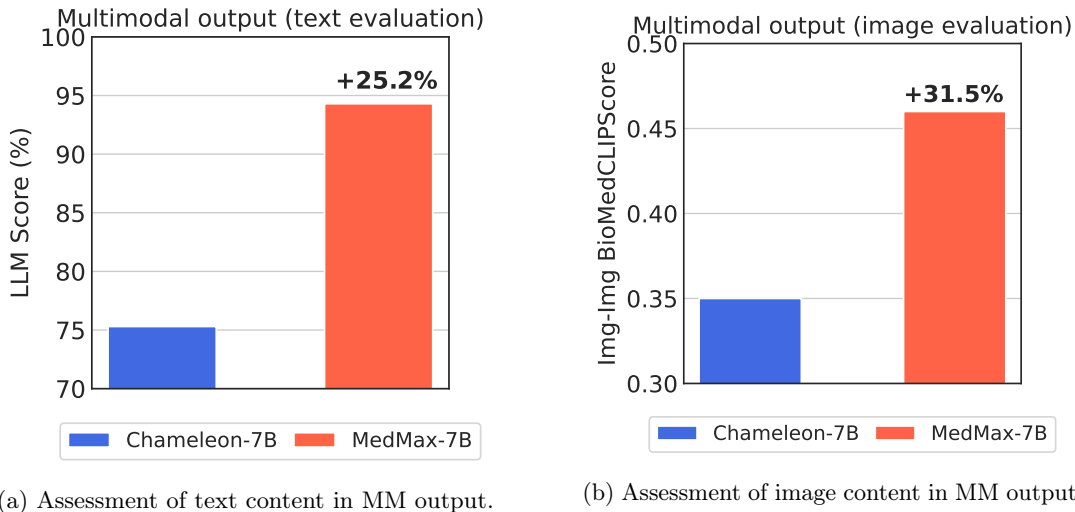 Multimodal output (text evaluation)
100
95
90
85
80
75
70
LLM Score (%)
+25.2%
Chameleon-7B
MedMax-7B
(a) Assessment of text content in MM output.
Multimodal output (image evaluation)
0.50
0.45
0.40
0.35
0.30
Img-Img BioMedCLIPScore
+31.5%
Chameleon-7B
MedMax-7B
(b) Assessment of image content in MM output